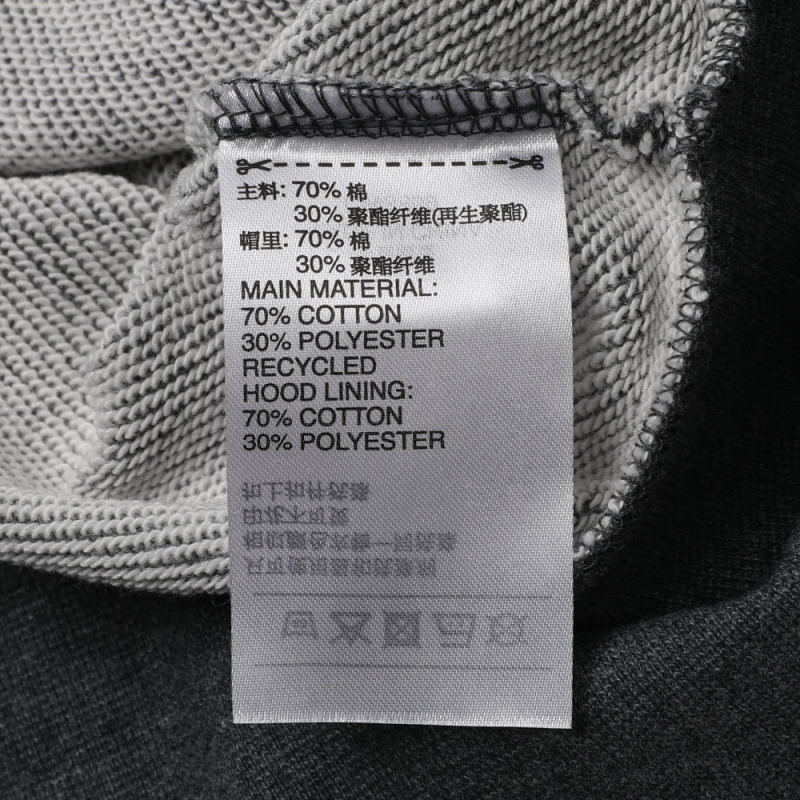 主料: 70% 棉
30% 聚酯纤维(再生聚酯)
帽里: 70% 棉
30% 聚酯纤维
MAIN MATERIAL:
70% COTTON
30% POLYESTER
RECYCLED
HOOD LINING:
70% COTTON
30% POLYESTER